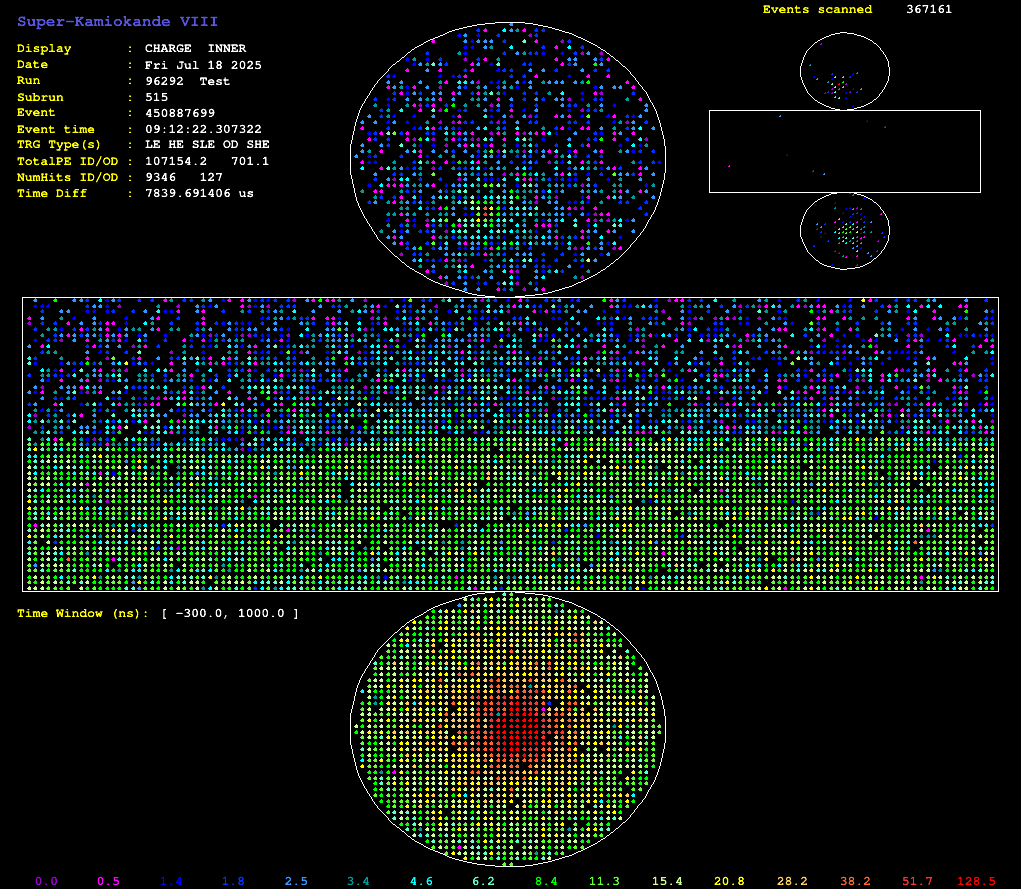 Super-Kamiokande VIII
Events scanned 367161
Display : CHARGE INNER
Date : Fri Jul 18 2025
Run : 96292 Test
Subrun : 515
Event : 450887699
Event time : 09:12:22.307322
TRG Type(s) : LE HE SLE OD SHE
TotalPE ID/OD : 107154.2 701.1
NumHits ID/OD : 9346 127
Time Diff : 7839.691406 us
Time Window (ns): [ -300.0, 1000.0 ]
0.0 0.5 1.4 1.8 2.5 3.4 4.6 6.2 8.4 11.3 15.4 20.8 28.2 38.2 51.7 128.5